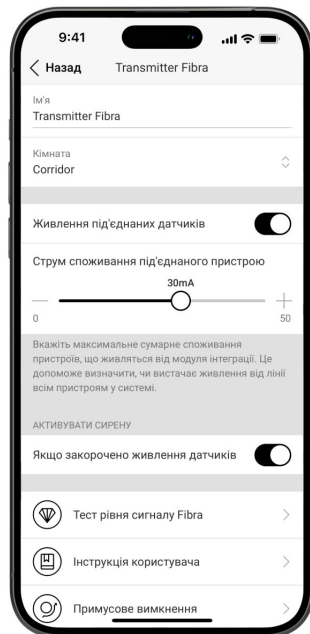 9:41
Назад
Transmitter Fibra
Ім'я
Transmitter Fibra
Кімната
Corridor
Живлення під'єднаних датчиків
Струм споживання під'єднаного пристрою
30mA
0
50
Вкажіть максимальне сумарне споживання
пристроїв, що живляться від модуля інтеграції. Це
допоможе визначити, чи вистачає живлення від лінії
всім пристроям у системі.
АКТИВУВАТИ СИРЕНУ
Якщо закорочено живлення датчиків
Тест рівня сигналу Fibra
Інструкція користувача
Примусове вимкнення